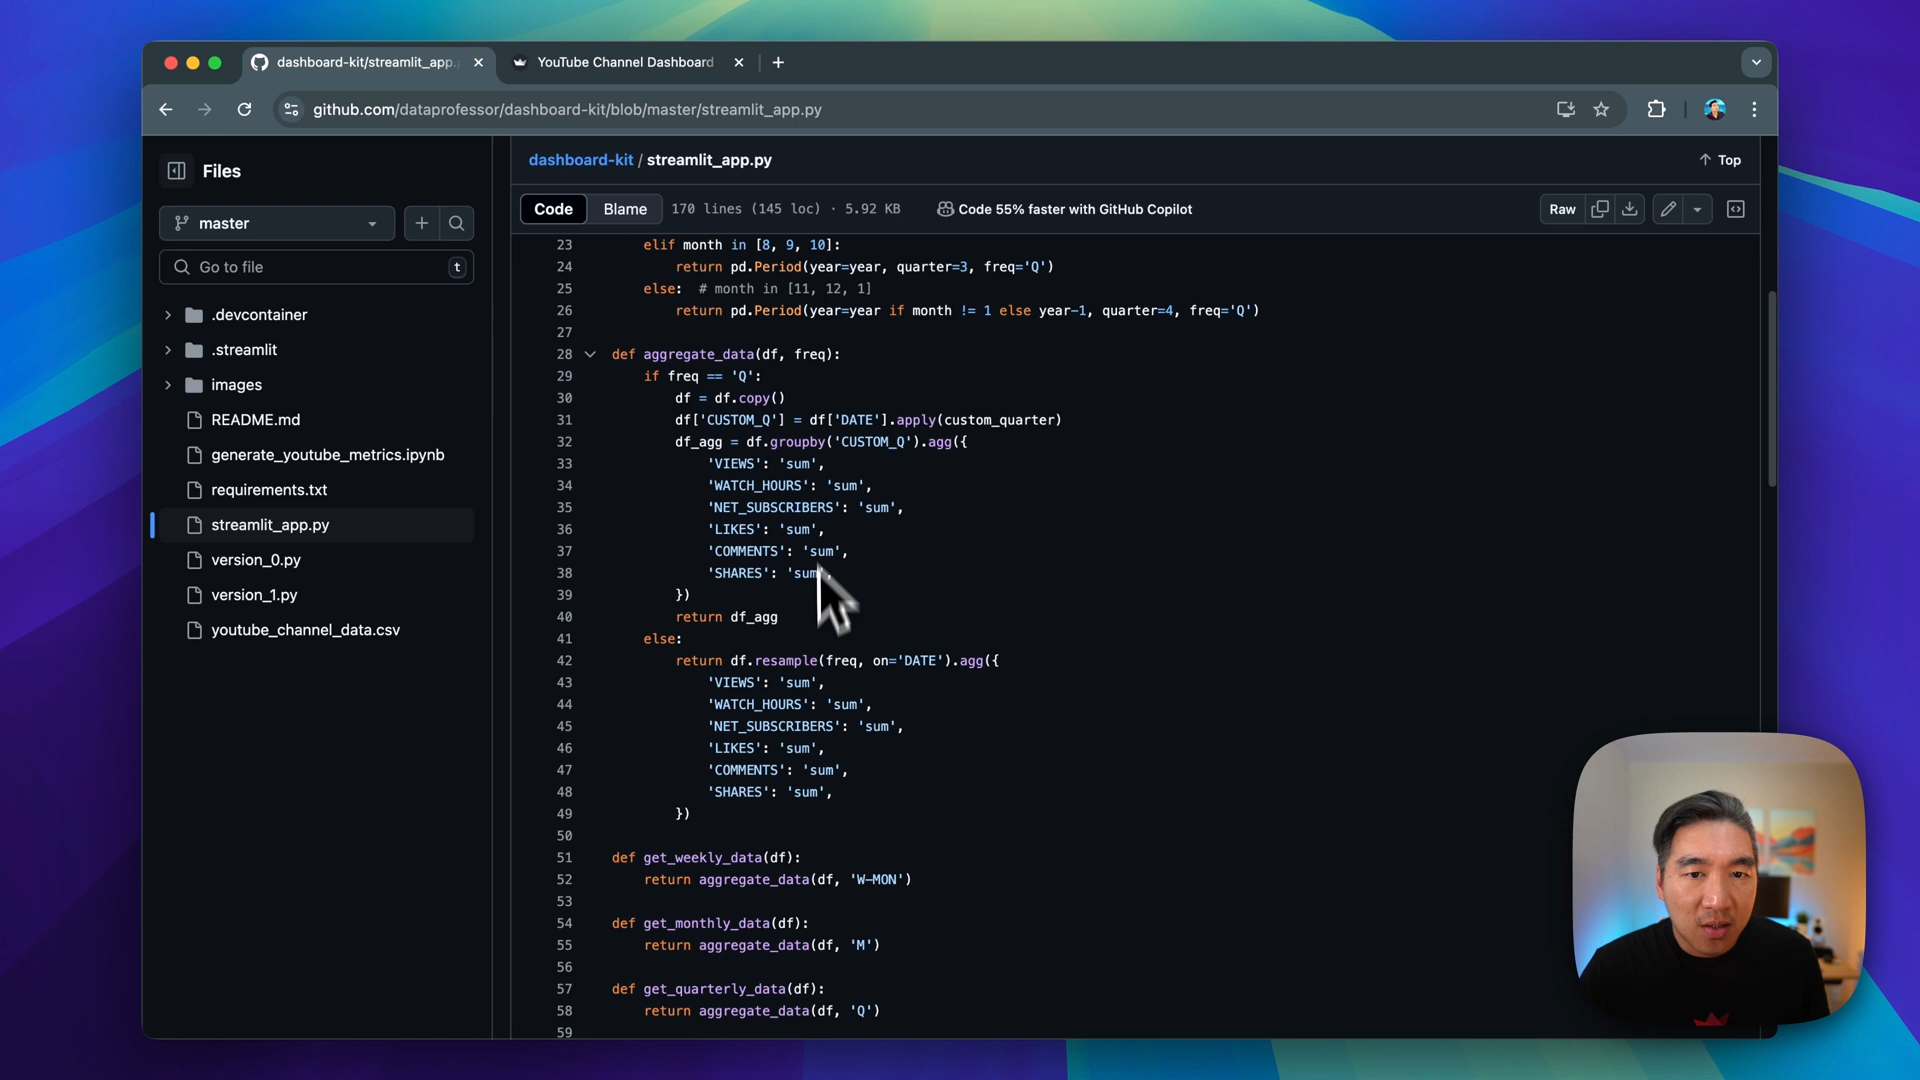 dashboard-kit/streamlit_app.
YouTube Channel Dashboard
github.com/dataprofessor/dashboard-kit/blob/master/streamlit_app.py
Files
master
Go to file
t
.devcontainer
.streamlit
images
README.md
generate_youtube_metrics.ipynb
requirements.txt
streamlit_app.py
version_0.py
version_1.py
youtube_channel_data.csv
dashboard-kit / streamlit_app.py
Top
Code
Blame
170 lines (145 loc) · 5.92 KB
Code 55% faster with GitHub Copilot
Raw
23 elif month in [8, 9, 10]:
24 return pd.Period(year=year, quarter=3, freq='Q')
25 else:  # month in [11, 12, 1]
26 return pd.Period(year=year if month != 1 else year-1, quarter=4, freq='Q')
27
28 def aggregate_data(df, freq):
29 if freq == 'Q':
30 df = df.copy()
31 df['CUSTOM_Q'] = df['DATE'].apply(custom_quarter)
32 df_agg = df.groupby('CUSTOM_Q').agg({
33 'VIEWS': 'sum',
34 'WATCH_HOURS': 'sum',
35 'NET_SUBSCRIBERS': 'sum',
36 'LIKES': 'sum',
37 'COMMENTS': 'sum',
38 'SHARES': 'sum',
39 })
40 return df_agg
41 else:
42 return df.resample(freq, on='DATE').agg({
43 'VIEWS': 'sum',
44 'WATCH_HOURS': 'sum',
45 'NET_SUBSCRIBERS': 'sum',
46 'LIKES': 'sum',
47 'COMMENTS': 'sum',
48 'SHARES': 'sum',
49 })
50
51 def get_weekly_data(df):
52 return aggregate_data(df, 'W-MON')
53
54 def get_monthly_data(df):
55 return aggregate_data(df, 'M')
56
57 def get_quarterly_data(df):
58 return aggregate_data(df, 'Q')
59